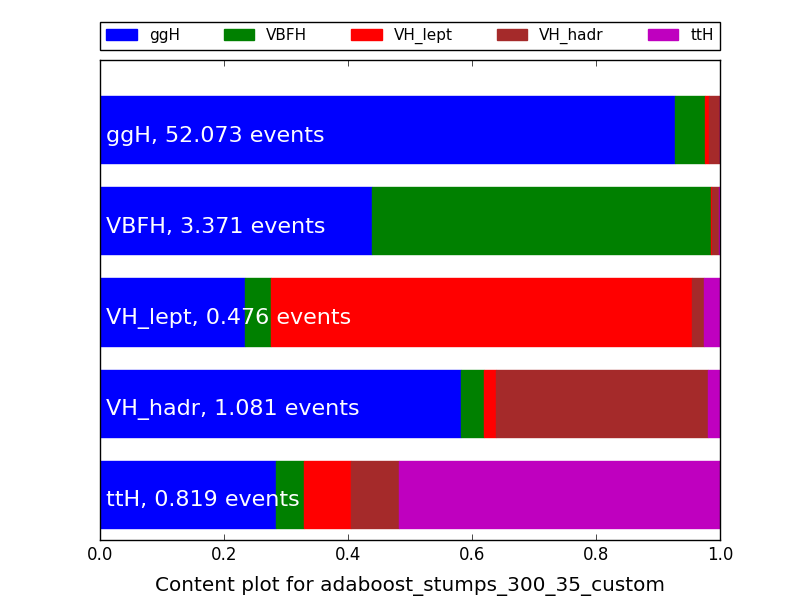 ggH VBFH VH_lept VH_hadr ttH
ggH, 52.073 events
VBFH, 3.371 events
VH_lept, 0.476 events
VH_hadr, 1.081 events
ttH, 0.819 events
0.0 0.2 0.4 0.6 0.8 1.0
Content plot for adaboost_stumps_300_35_custom